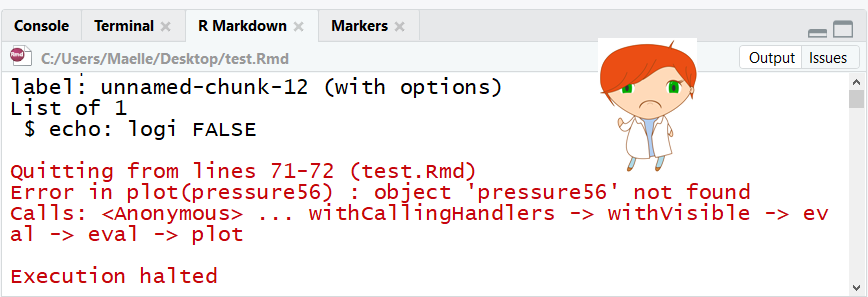 Console Terminal R Markdown Markers
Rmd C:/Users/Maelle/Desktop/test.Rmd Output Issues
label: unnamed-chunk-12 (with options)
List of 1
 $ echo: logi FALSE
Quitting from lines 71-72 (test.Rmd)
Error in plot(pressure56) : object 'pressure56' not found
Calls: <Anonymous> ... withCallingHandlers -> withVisible -> ev
al -> eval -> plot
Execution halted